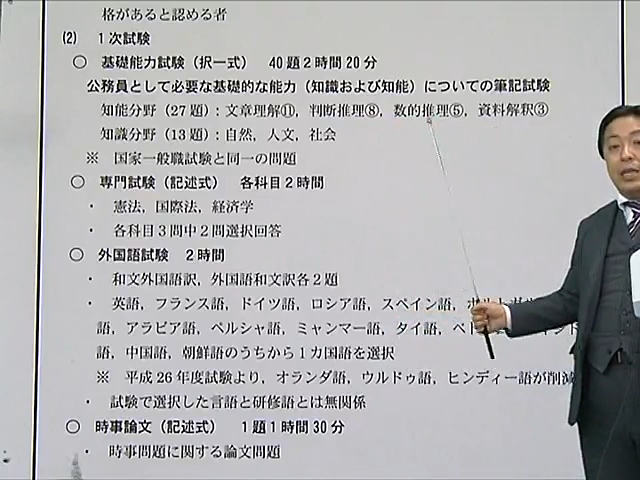 格があると認める者
(2) 1次試験
○ 基礎能力試験（択一式） 40題2時間20分
公務員として必要な基礎的な能力（知識および知能）についての筆記試験
知能分野（27題）：文章理解⑪，判断推理⑧，数的推理⑤，資料解釈③
知識分野（13題）：自然，人文，社会
※ 国家一般職試験と同一の問題
○ 専門試験（記述式） 各科目2時間
・ 憲法，国際法，経済学
・ 各科目3問中2問選択回答
○ 外国語試験 2時間
・ 和文外国語訳，外国語和文訳各2題
・ 英語，フランス語，ドイツ語，ロシア語，スペイン語，ポルトガル
語，アラビア語，ペルシャ語，ミャンマー語，タイ語，ベト
語，中国語，朝鮮語のうちから1カ国語を選択
※ 平成26年度試験より，オランダ語，ウルドゥ語，ヒンディー語が削減
・ 試験で選択した言語と研修語とは無関係
○ 時事論文（記述式） 1題1時間30分
・ 時事問題に関する論文問題